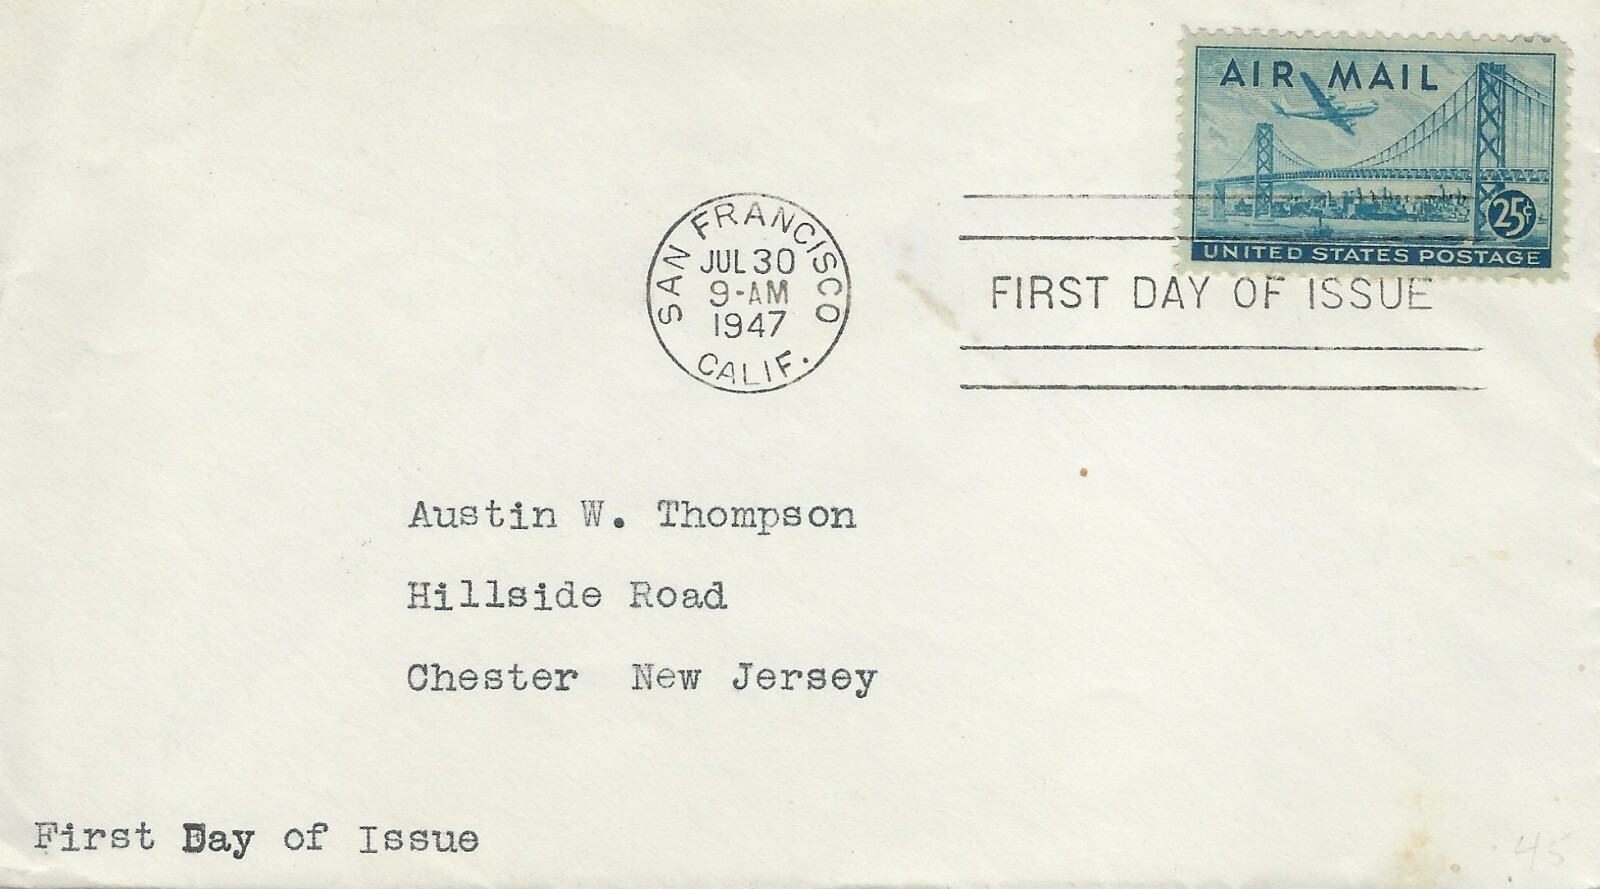 AIR MAIL
25¢
UNITED STATES POSTAGE
SAN FRANCISCO
JUL 30
9-AM
1947
CALIF.
FIRST DAY OF ISSUE
Austin W. Thompson
Hillside Road
Chester New Jersey
First Day of Issue
45